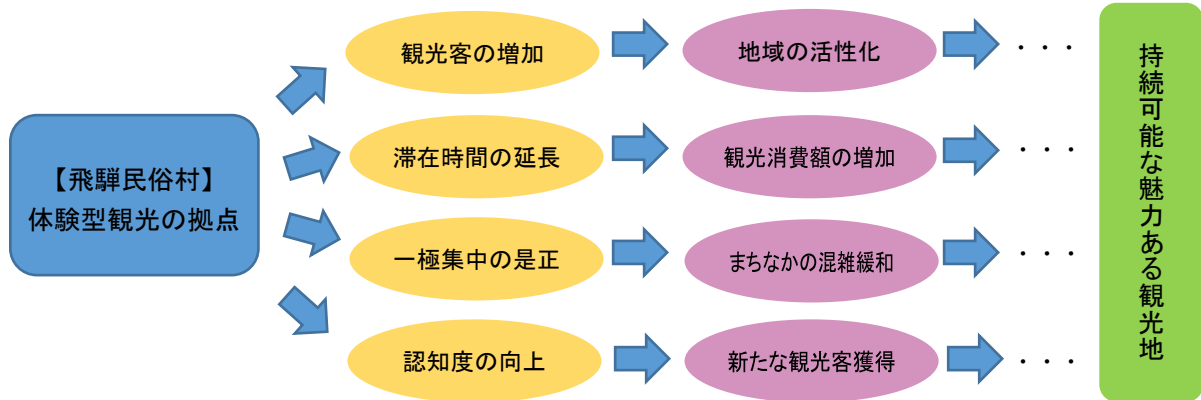 【飛騨民俗村】
体験型観光の拠点
観光客の増加
地域の活性化
・・・
滞在時間の延長
観光消費額の増加
・・・
一極集中の是正
まちなかの混雑緩和
・・・
認知度の向上
新たな観光客獲得
・・・
持続可能な魅力ある観光地